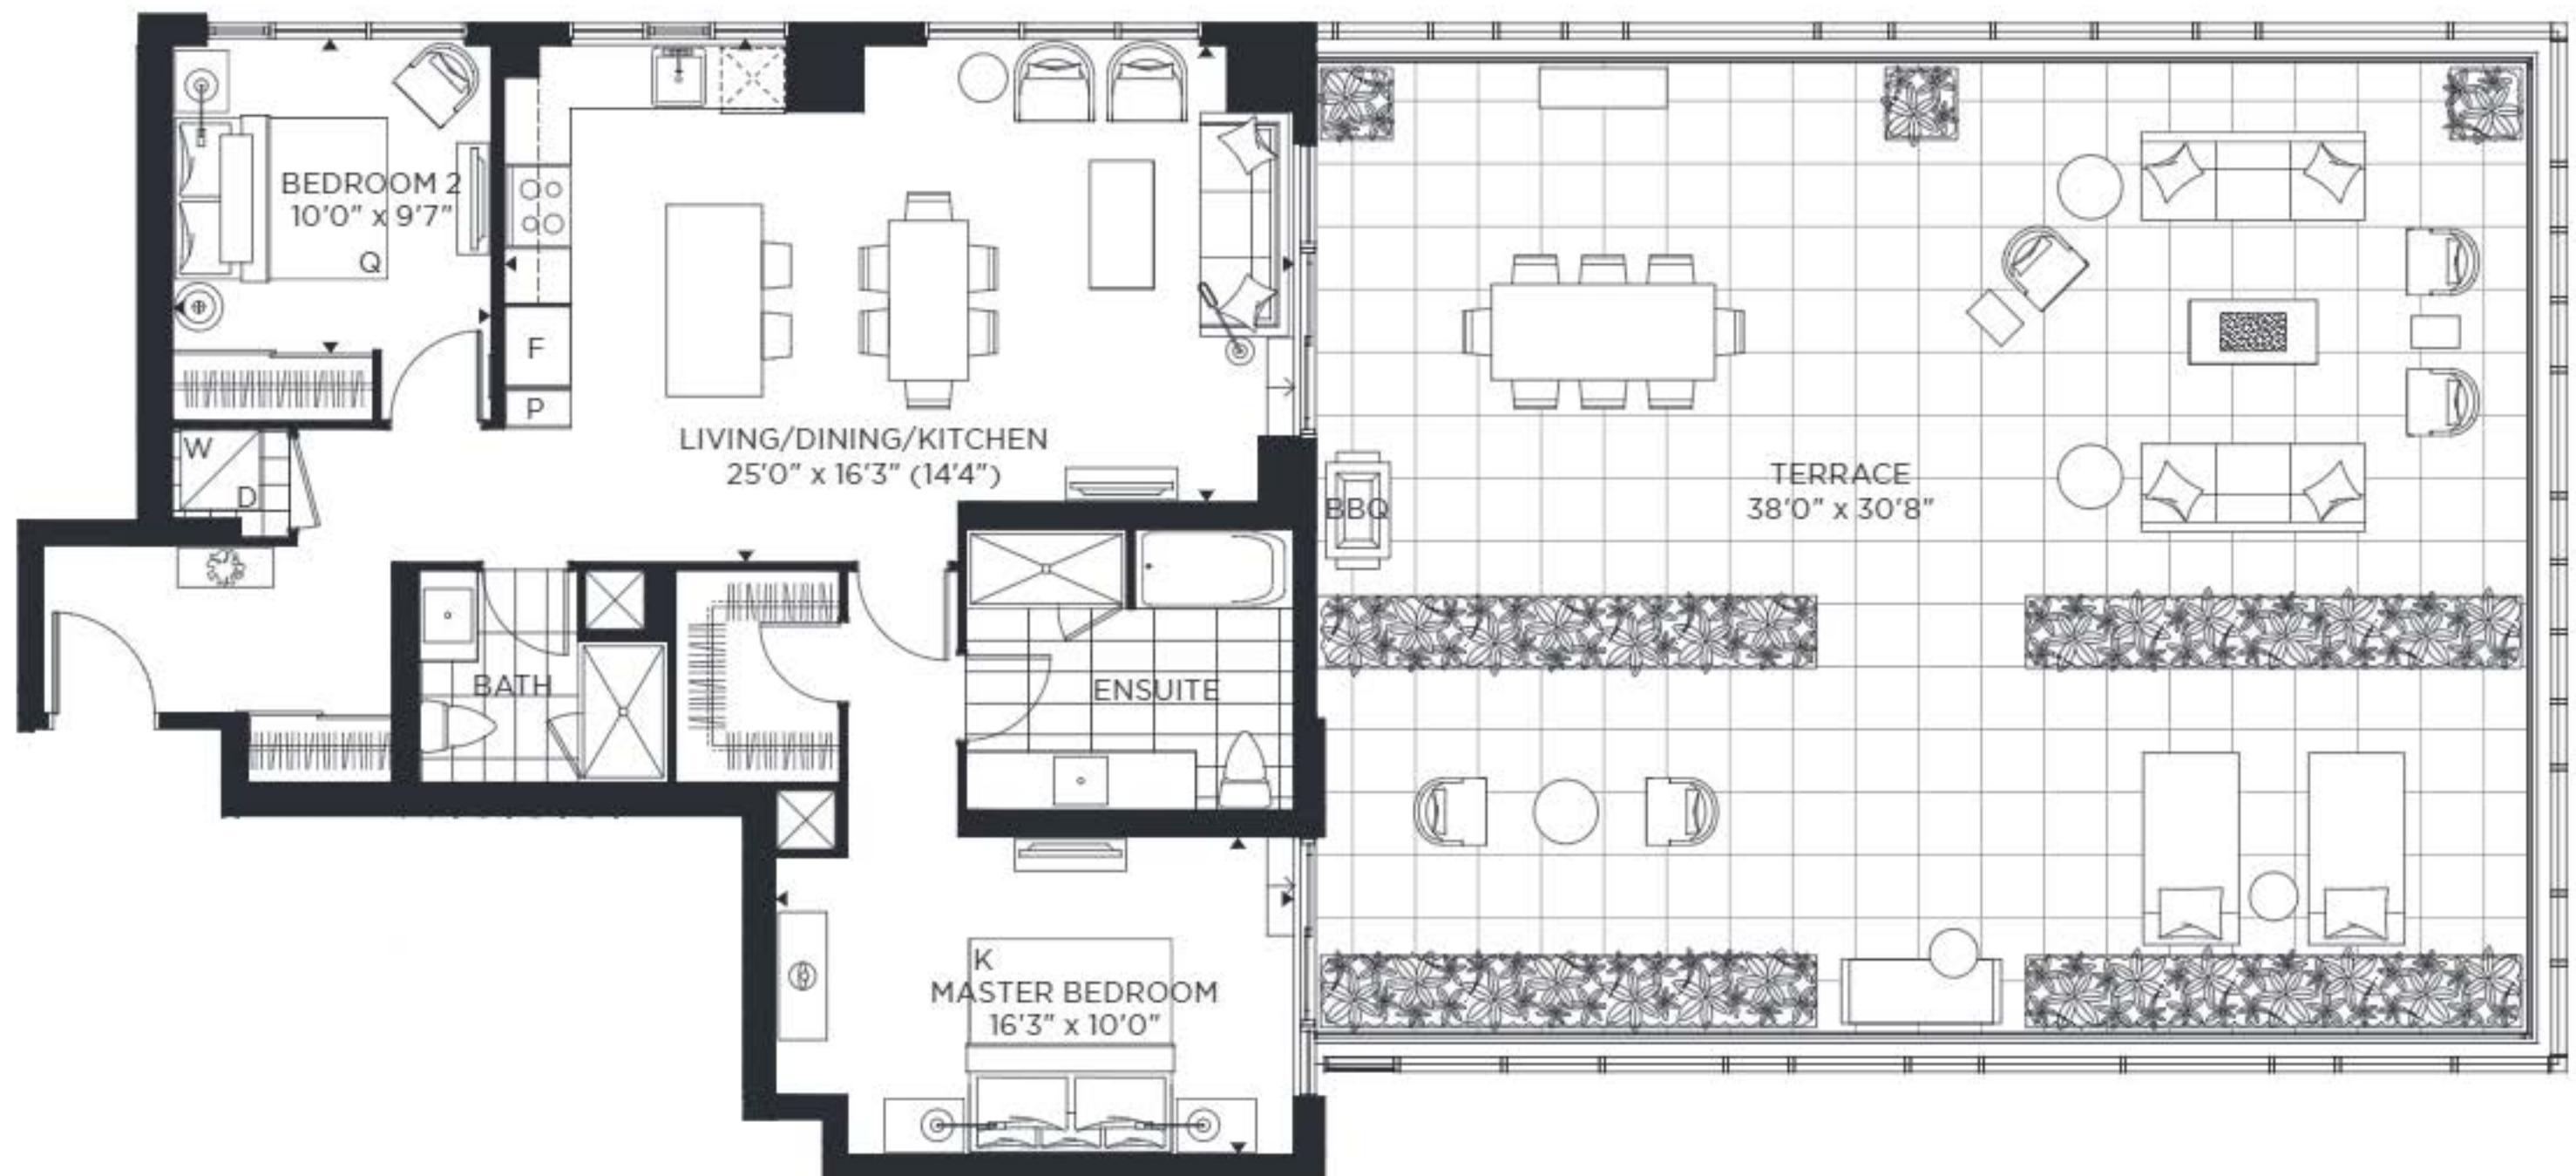 BEDROOM 2
10'0" x 9'7"
Q
F
P
W
D
LIVING/DINING/KITCHEN
25'0" x 16'3" (14'4")
TERRACE
38'0" x 30'8"
BBQ
BATH
ENSUITE
K
MASTER BEDROOM
16'3" x 10'0"